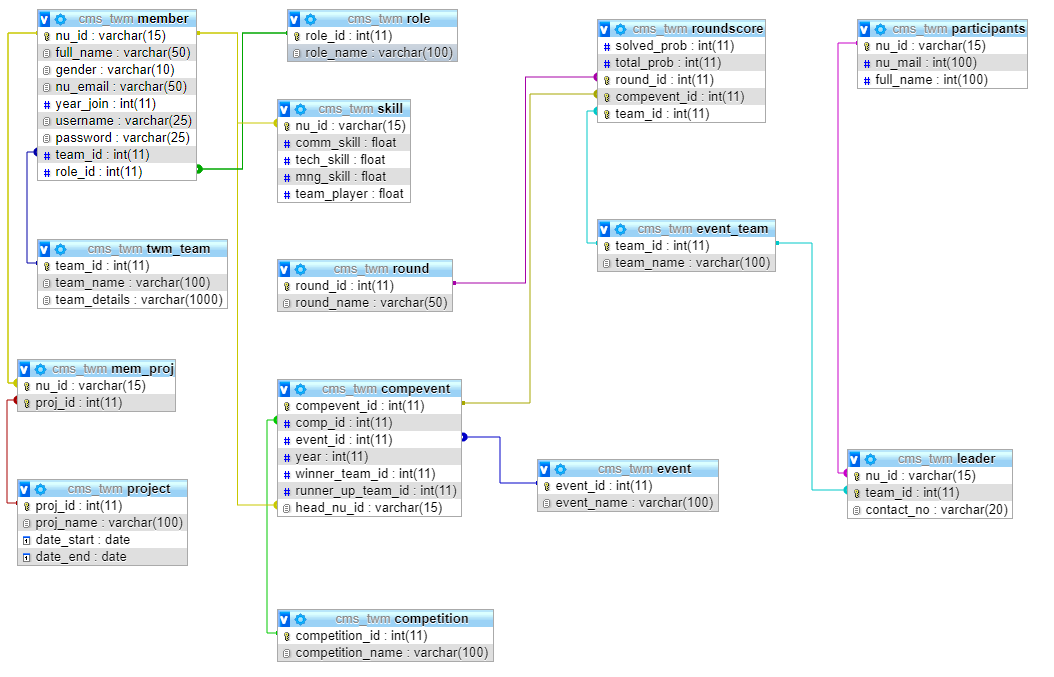 cms_twm member
nu_id : varchar(15)
full_name : varchar(50)
gender : varchar(10)
nu_email : varchar(50)
year_join : int(11)
username : varchar(25)
password : varchar(25)
team_id : int(11)
role_id : int(11)
cms_twm role
role_id : int(11)
role_name : varchar(100)
cms_twm roundscore
solved_prob : int(11)
total_prob : int(11)
round_id : int(11)
compevent_id : int(11)
team_id : int(11)
cms_twm participants
nu_id : varchar(15)
nu_mail : int(100)
full_name : int(100)
cms_twm skill
nu_id : varchar(15)
comm_skill : float
tech_skill : float
mng_skill : float
team_player : float
cms_twm twm_team
team_id : int(11)
team_name : varchar(100)
team_details : varchar(1000)
cms_twm round
round_id : int(11)
round_name : varchar(50)
cms_twm event_team
team_id : int(11)
team_name : varchar(100)
cms_twm mem_proj
nu_id : varchar(15)
proj_id : int(11)
cms_twm compevent
compevent_id : int(11)
comp_id : int(11)
event_id : int(11)
year : int(11)
winner_team_id : int(11)
runner_up_team_id : int(11)
head_nu_id : varchar(15)
cms_twm event
event_id : int(11)
event_name : varchar(100)
cms_twm leader
nu_id : varchar(15)
team_id : int(11)
contact_no : varchar(20)
cms_twm project
proj_id : int(11)
proj_name : varchar(100)
date_start : date
date_end : date
cms_twm competition
competition_id : int(11)
competition_name : varchar(100)